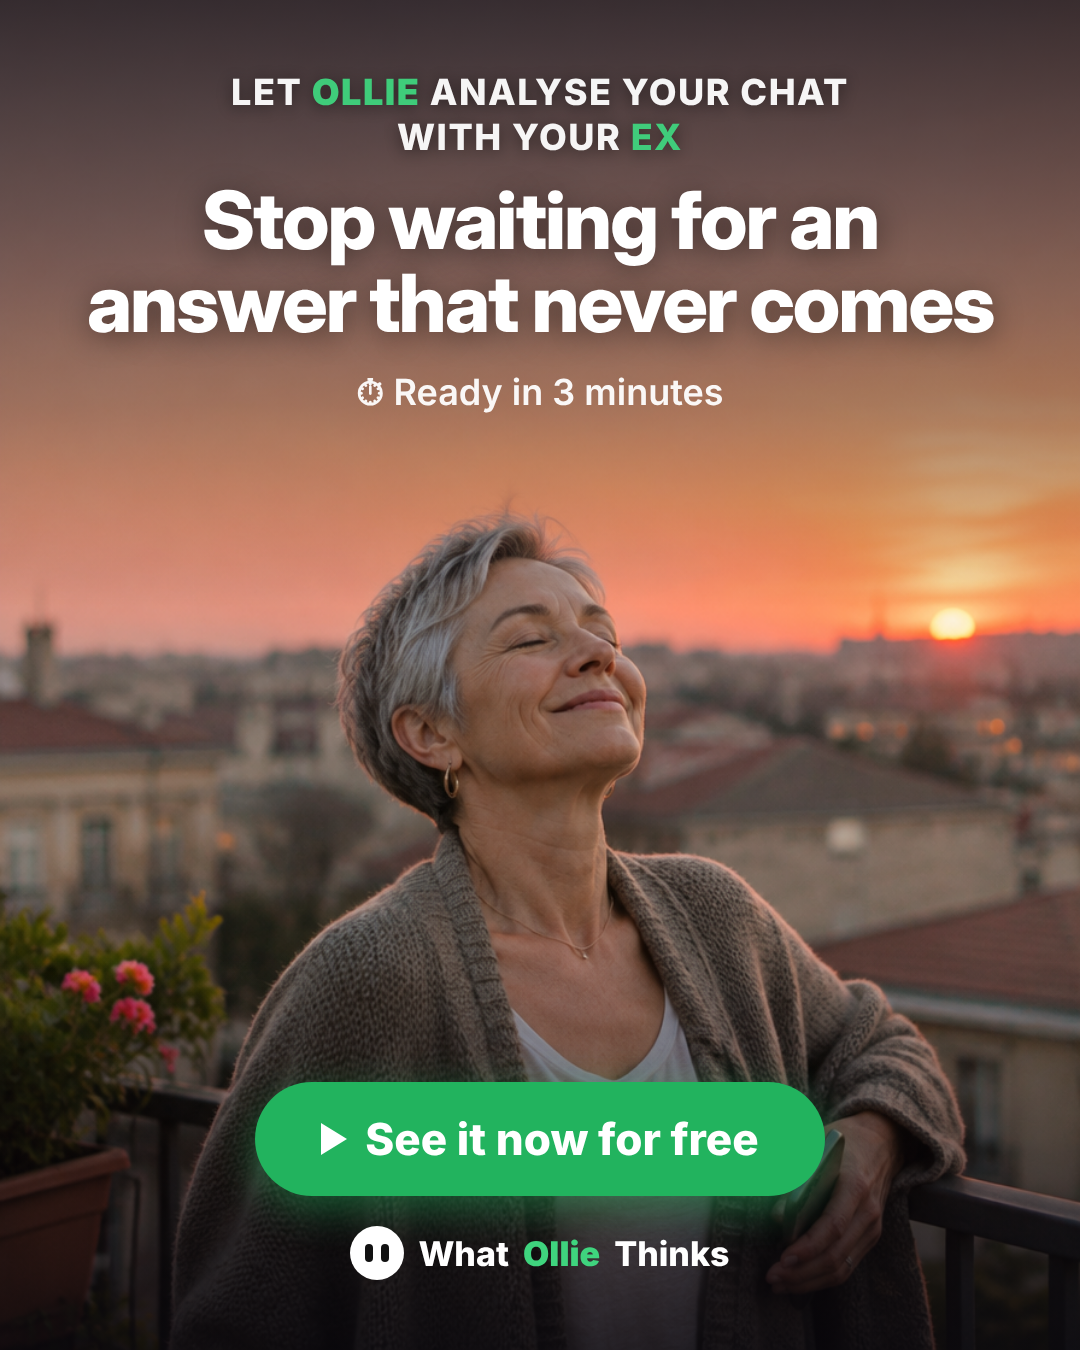 LET OLLIE ANALYSE YOUR CHAT
WITH YOUR EX
Stop waiting for an
answer that never comes
⏱ Ready in 3 minutes
▶ See it now for free
What Ollie Thinks